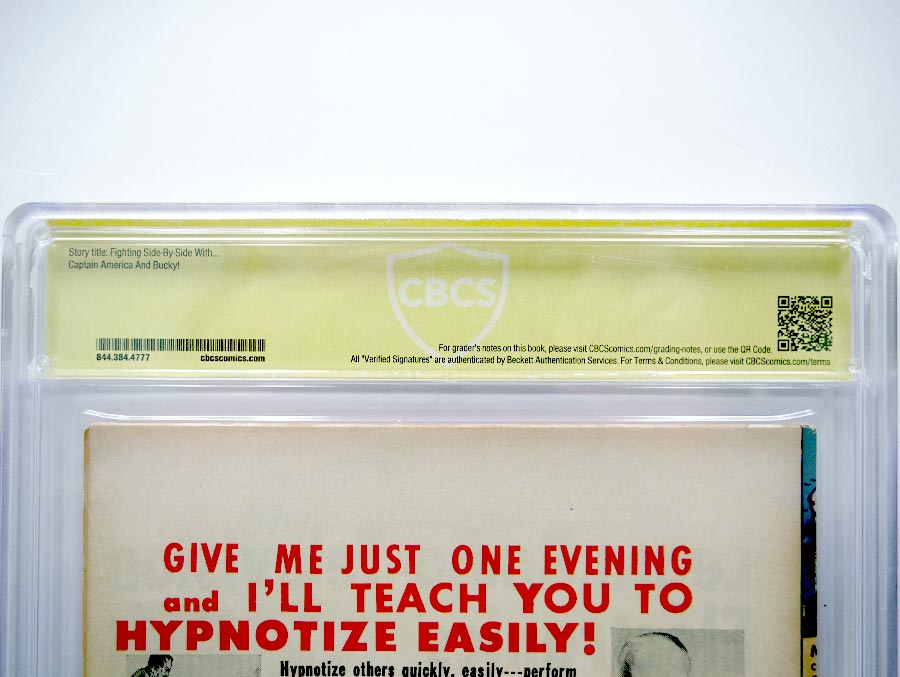 Story title: Fighting Side-By-Side With...
Captain America And Bucky!
CBCS
844.384.4777
cbcscomics.com
For grader's notes on this book, please visit CBCScomics.com/grading-notes, or use the QR Code.
All "Verified Signatures" are authenticated by Beckett Authentication Services. For Terms & Conditions, please visit CBCScomics.com/terms
GIVE ME JUST ONE EVENING
and I'LL TEACH YOU TO
HYPNOTIZE EASILY!
Hypnotize others quickly, easily---perform